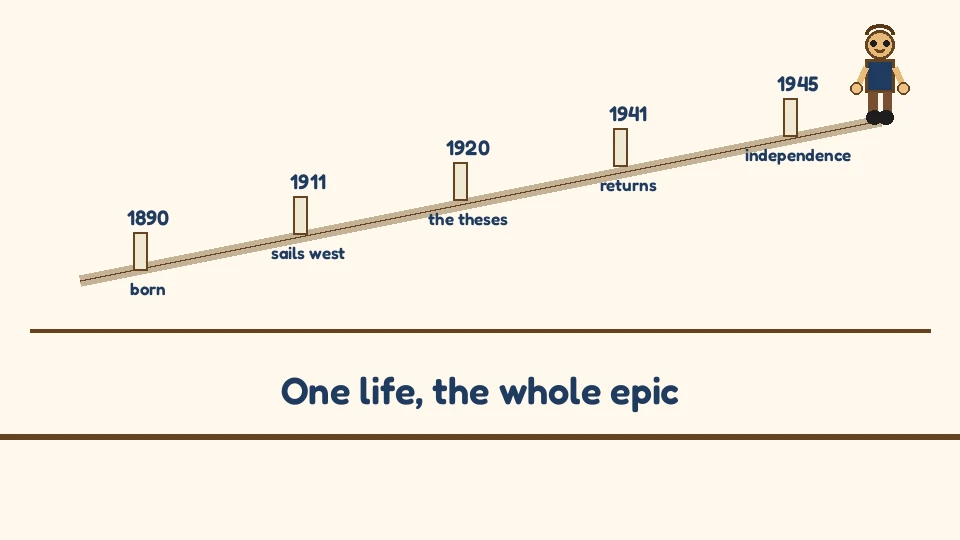 1890
born
1911
sails west
1920
the theses
1941
returns
1945
independence
One life, the whole epic